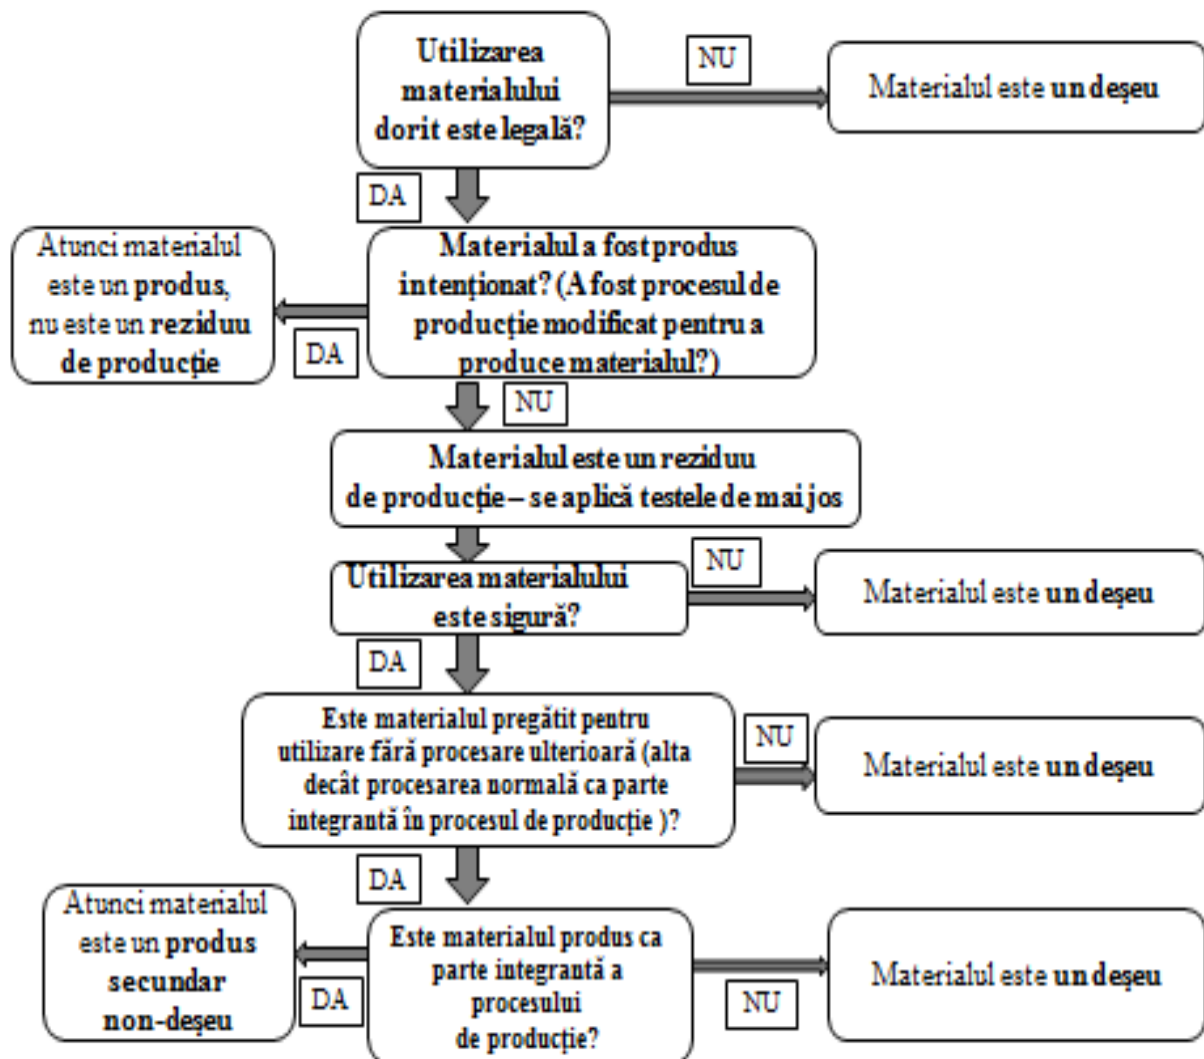 Utilizarea
materialului
dorit este legală?
NU
Materialul este un deșeu
DA
Atunci materialul
este un produs,
nu este un reziduu
de producție
DA
Materialul a fost produs
intenționat? (A fost procesul de
producție modificat pentru a
produce materialul?)
NU
Materialul este un reziduu
de producție – se aplică testele de mai jos
Utilizarea materialului
este sigură?
NU
Materialul este un deșeu
DA
Este materialul pregătit pentru
utilizare fără procesare ulterioară (alta
decât procesarea normală ca parte
integrantă în procesul de producție )?
NU
Materialul este un deșeu
DA
Atunci materialul
este un produs
secundar
non-deșeu
DA
Este materialul produs ca
parte integrantă a
procesului
de producție?
NU
Materialul este un deșeu